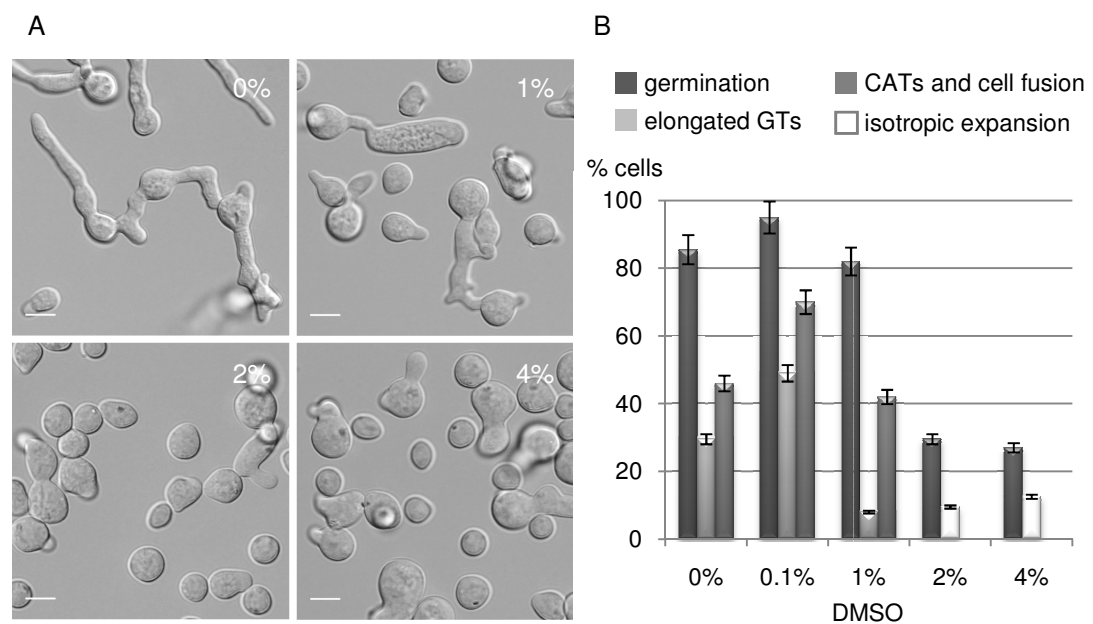 A
0%
1%
2%
4%
B
germination
CATs and cell fusion
elongated GTs
isotropic expansion
% cells
100
80
60
40
20
0
0% 0.1% 1% 2% 4%
DMSO